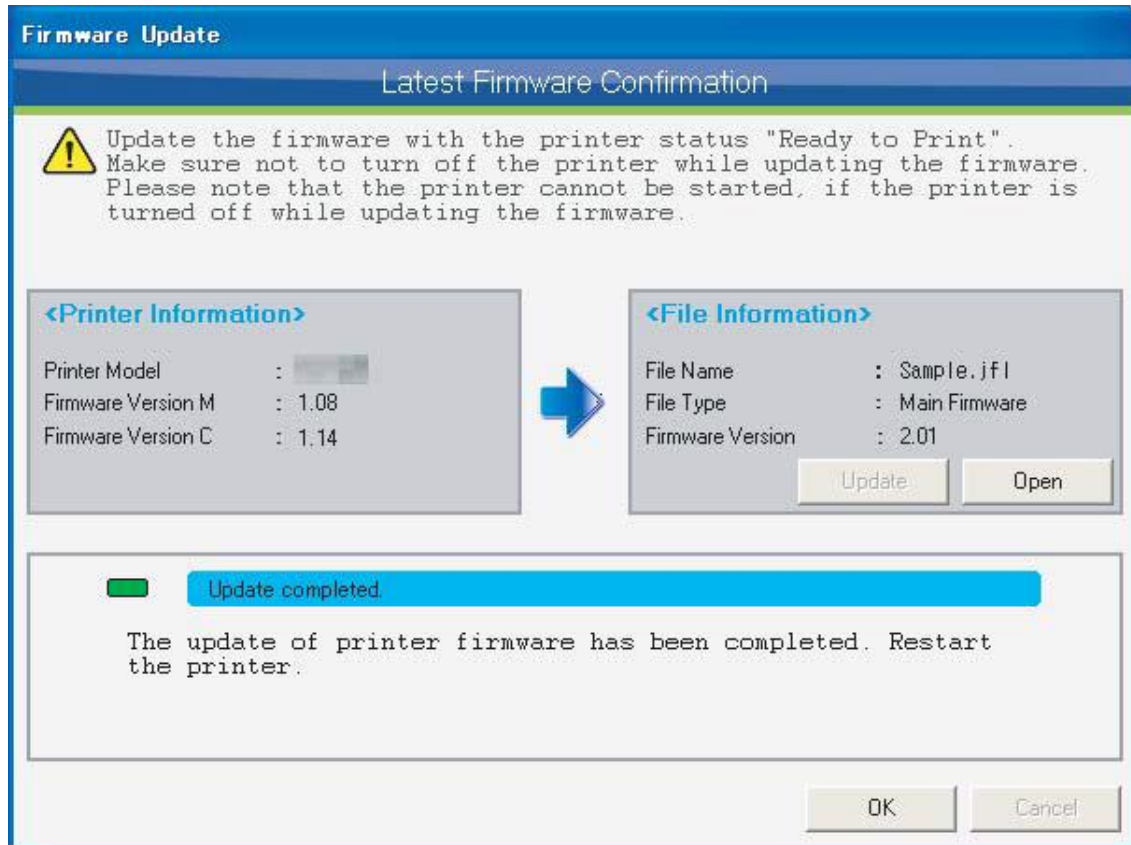 Firmware Update
Latest Firmware Confirmation
Update the firmware with the printer status "Ready to Print".
Make sure not to turn off the printer while updating the firmware.
Please note that the printer cannot be started, if the printer is
turned off while updating the firmware.
<Printer Information>
Printer Model :
Firmware Version M : 1.08
Firmware Version C : 1.14
<File Information>
File Name : Sample.jfl
File Type : Main Firmware
Firmware Version : 2.01
Update Open
Update completed.
The update of printer firmware has been completed. Restart
the printer.
OK Cancel